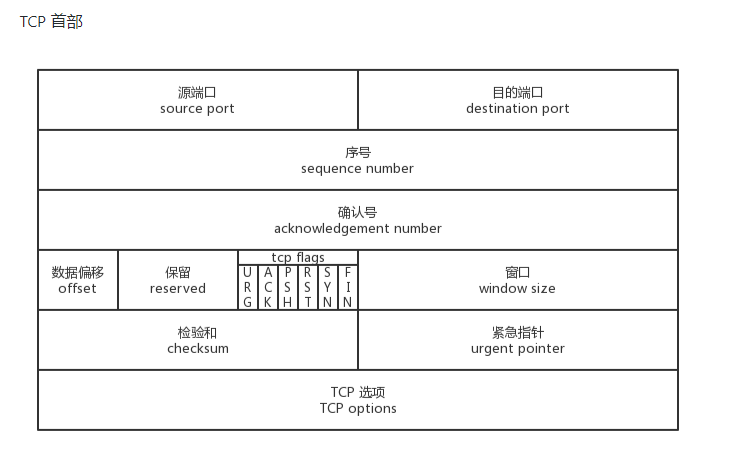 TCP 首部
源端口
source port
目的端口
destination port
序号
sequence number
确认号
acknowledgement number
数据偏移
offset
保留
reserved
tcp flags
URG
ACK
PSH
RST
SYN
FIN
窗口
window size
检验和
checksum
紧急指针
urgent pointer
TCP 选项
TCP options